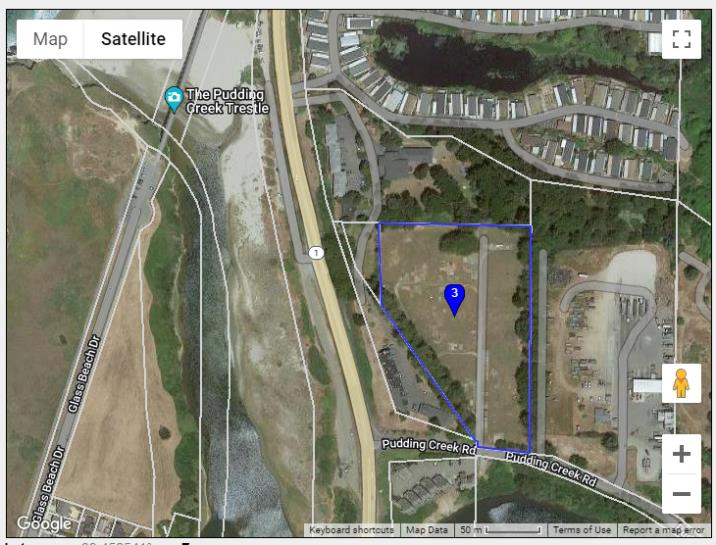 Map
Satellite
The Pudding
Creek Trestle
1
3
Glass Beach Dr
Glass Beach Dr
Pudding Creek Rd
Pudding Creek Rd
Google
Keyboard shortcuts
Map Data
50 m
Terms of Use
Report a map error